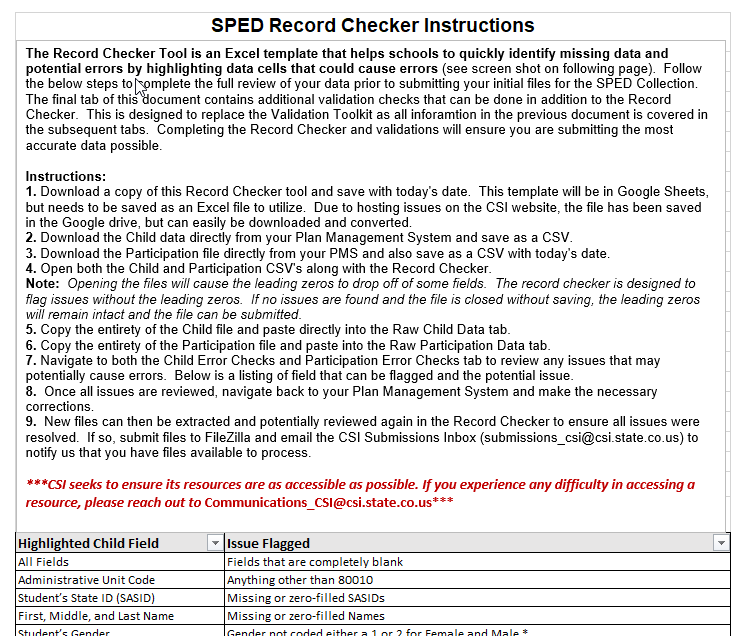 SPED Record Checker Instructions
The Record Checker Tool is an Excel template that helps schools to quickly identify missing data and
potential errors by highlighting data cells that could cause errors (see screen shot on following page). Follow
the below steps to complete the full review of your data prior to submitting your initial files for the SPED Collection.
The final tab of this document contains additional validation checks that can be done in addition to the Record
Checker. This is designed to replace the Validation Toolkit as all inforamtion in the previous document is covered in
the subsequent tabs. Completing the Record Checker and validations will ensure you are submitting the most
accurate data possible.
Instructions:
1. Download a copy of this Record Checker tool and save with today's date. This template will be in Google Sheets,
but needs to be saved as an Excel file to utilize. Due to hosting issues on the CSI website, the file has been saved
in the Google drive, but can easily be downloaded and converted.
2. Download the Child data directly from your Plan Management System and save as a CSV.
3. Download the Participation file directly from your PMS and also save as a CSV with today's date.
4. Open both the Child and Participation CSV's along with the Record Checker.
Note: Opening the files will cause the leading zeros to drop off of some fields. The record checker is designed to
flag issues without the leading zeros. If no issues are found and the file is closed without saving, the leading zeros
will remain intact and the file can be submitted.
5. Copy the entirety of the Child file and paste directly into the Raw Child Data tab.
6. Copy the entirety of the Participation file and paste into the Raw Participation Data tab.
7. Navigate to both the Child Error Checks and Participation Error Checks tab to review any issues that may
potentially cause errors. Below is a listing of field that can be flagged and the potential issue.
8. Once all issues are reviewed, navigate back to your Plan Management System and make the necessary
corrections.
9. New files can then be extracted and potentially reviewed again in the Record Checker to ensure all issues were
resolved. If so, submit files to FileZilla and email the CSI Submissions Inbox (submissions_csi@csi.state.co.us) to
notify us that you have files available to process.
***CSI seeks to ensure its resources are as accessible as possible. If you experience any difficulty in accessing a
resource, please reach out to Communications_CSI@csi.state.co.us***
Highlighted Child Field Issue Flagged
All Fields Fields that are completely blank
Administrative Unit Code Anything other than 80010
Student's State ID (SASID) Missing or zero-filled SASIDs
First, Middle, and Last Name Missing or zero-filled Names
Student's Gender Gender not coded either a 1 or 2 for Female and Male *